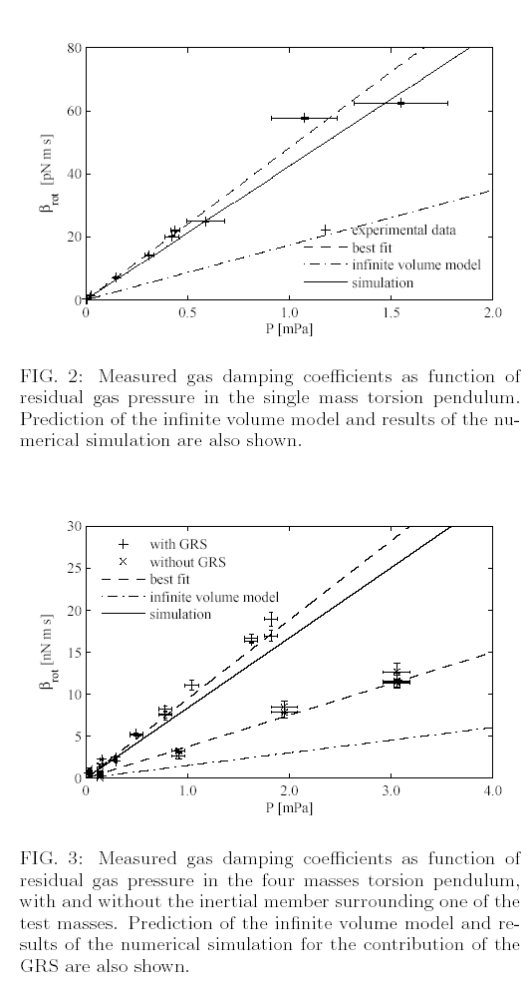 80
60
40
20
0
β_rot [pN m s]
experimental data
best fit
infinite volume model
simulation
0 0.5 1.0 1.5 2.0
P [mPa]
FIG. 2: Measured gas damping coefficients as function of
residual gas pressure in the single mass torsion pendulum.
Prediction of the infinite volume model and results of the nu-
merical simulation are also shown.
30
25
20
15
10
5
0
β_rot [nN m s]
with GRS
without GRS
best fit
infinite volume model
simulation
0 1.0 2.0 3.0 4.0
P [mPa]
FIG. 3: Measured gas damping coefficients as function of
residual gas pressure in the four masses torsion pendulum,
with and without the inertial member surrounding one of the
test masses. Prediction of the infinite volume model and re-
sults of the numerical simulation for the contribution of the
GRS are also shown.